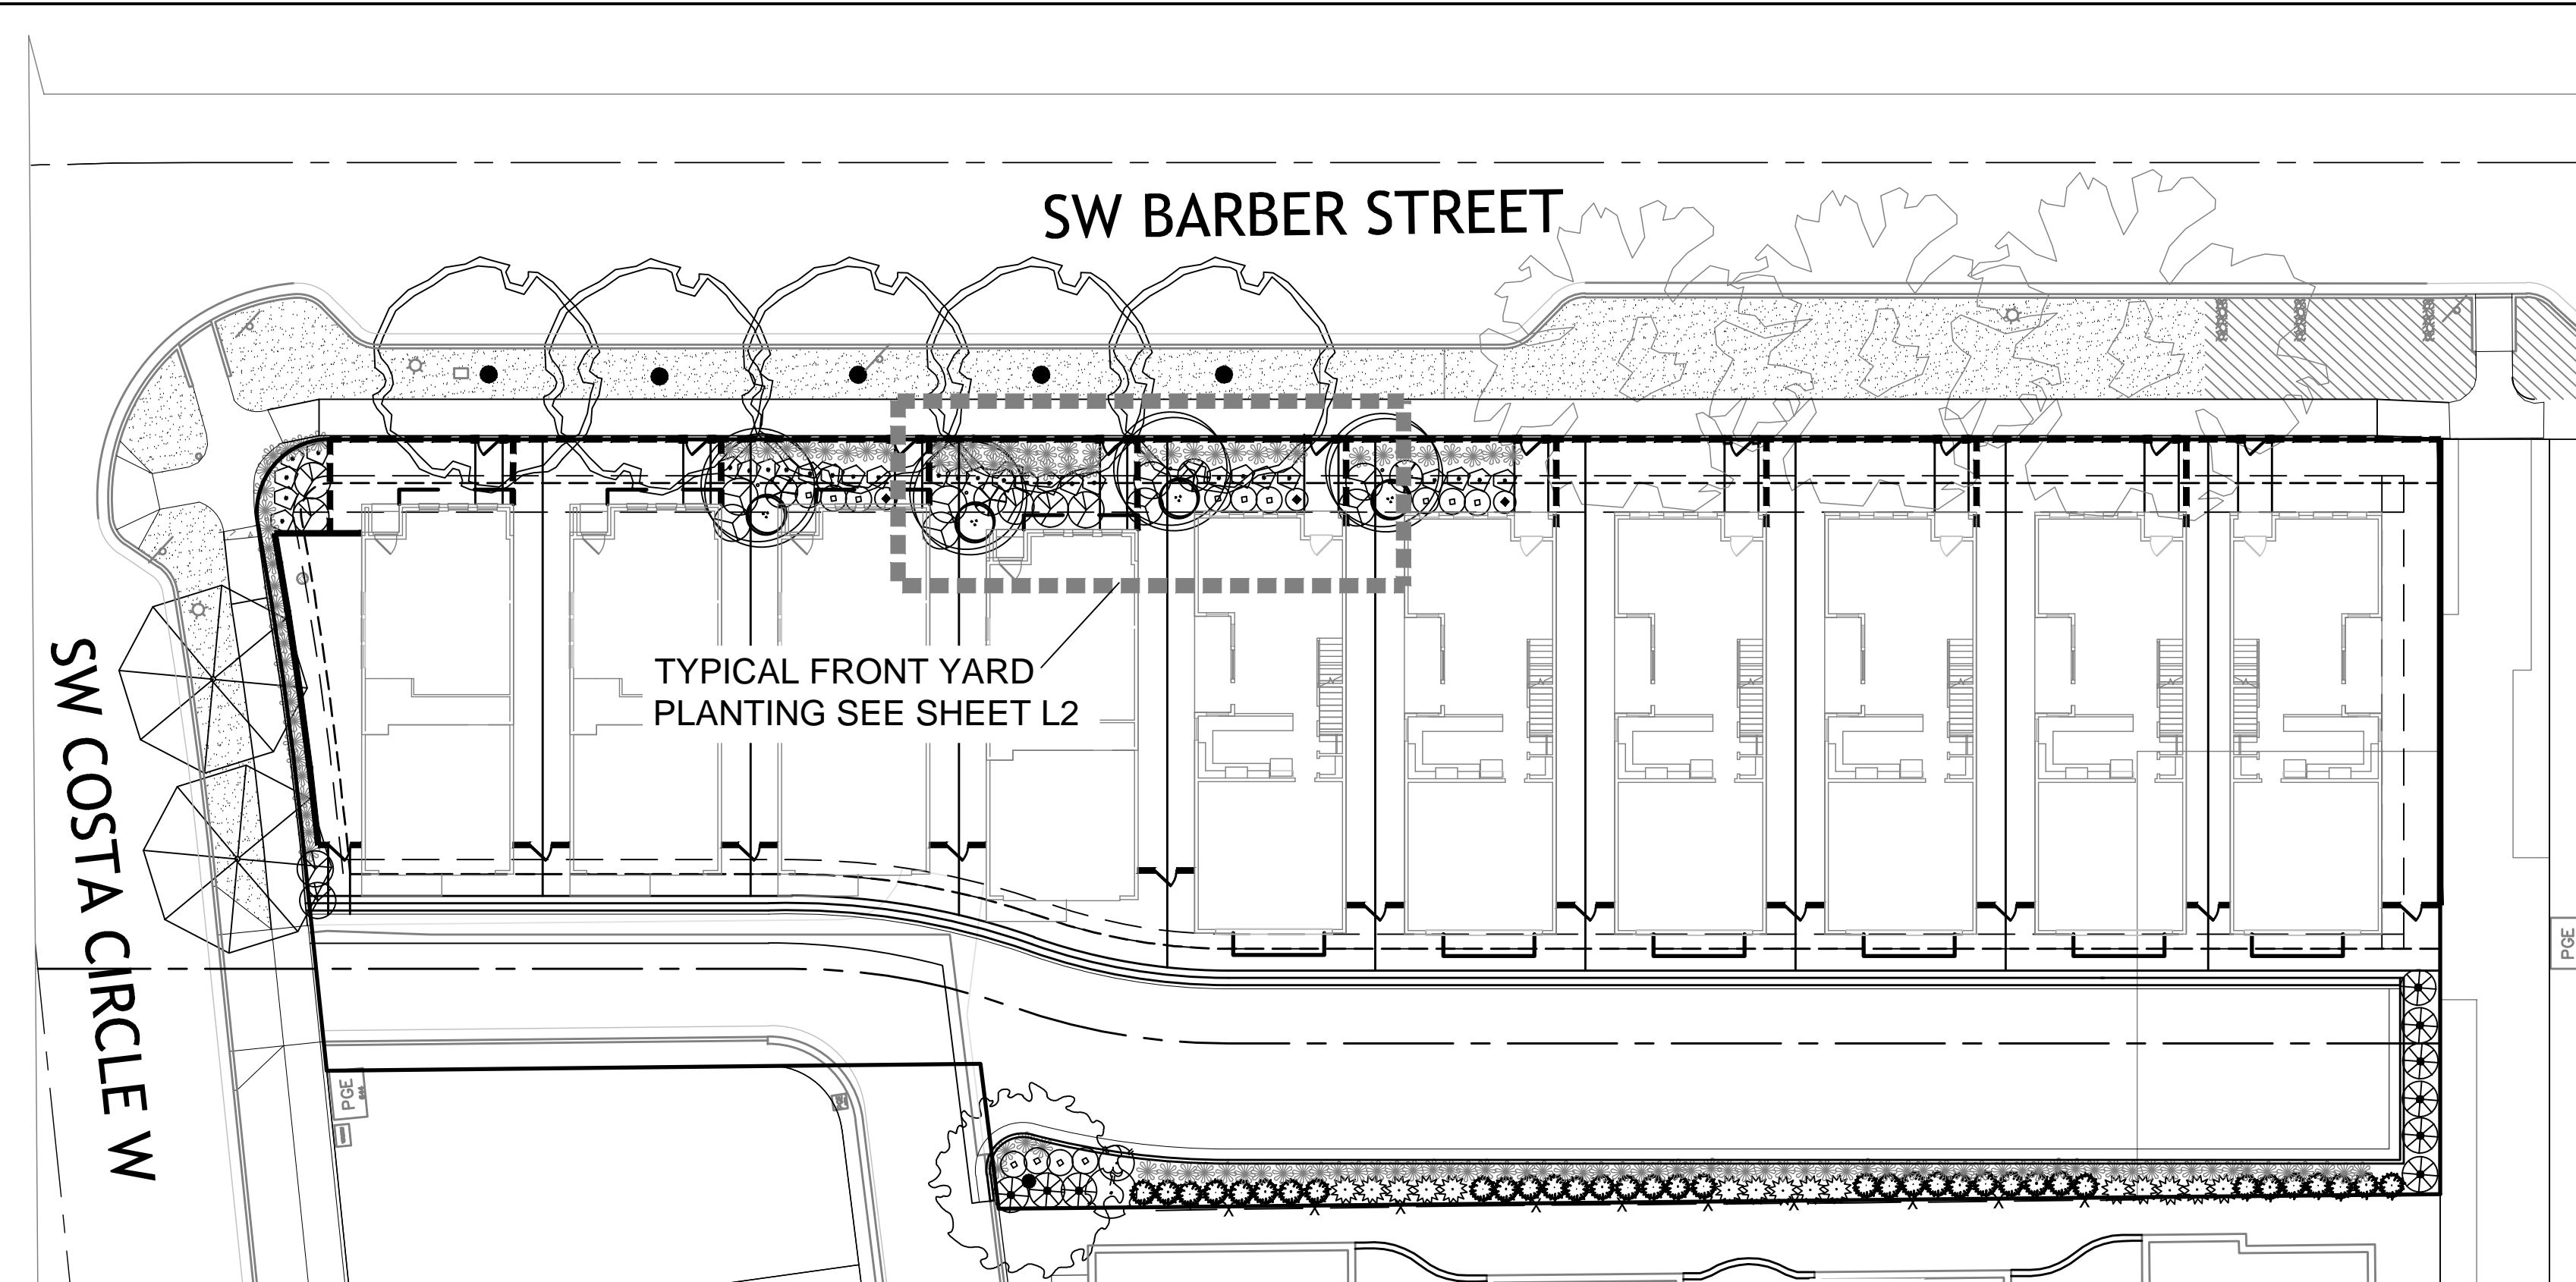 SW BARBER STREET
TYPICAL FRONT YARD
PLANTING SEE SHEET L2
SW COSTA CIRCLE W
PGE
PGE